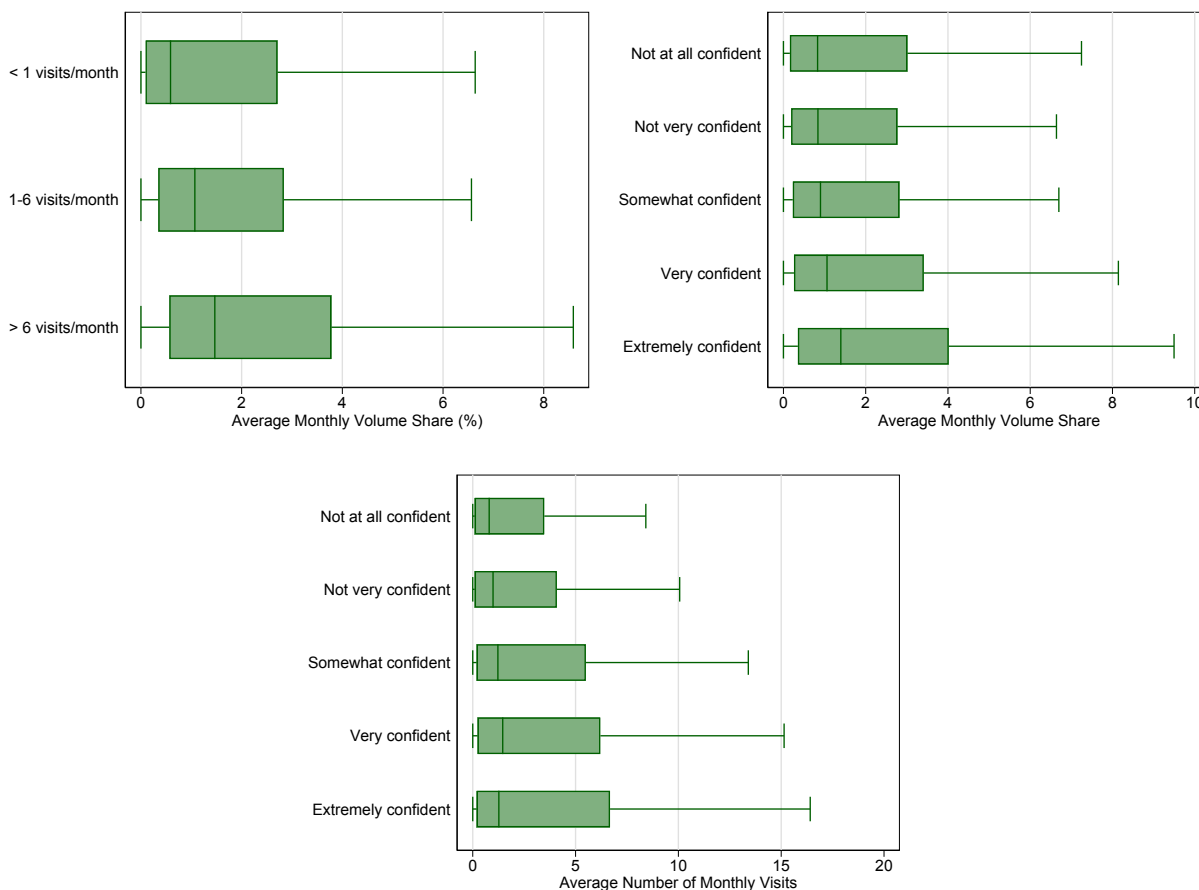 < 1 visits/month
1-6 visits/month
> 6 visits/month
0 2 4 6 8
Average Monthly Volume Share (%)
Not at all confident
Not very confident
Somewhat confident
Very confident
Extremely confident
0 2 4 6 8 10
Average Monthly Volume Share
Not at all confident
Not very confident
Somewhat confident
Very confident
Extremely confident
0 5 10 15 20
Average Number of Monthly Visits